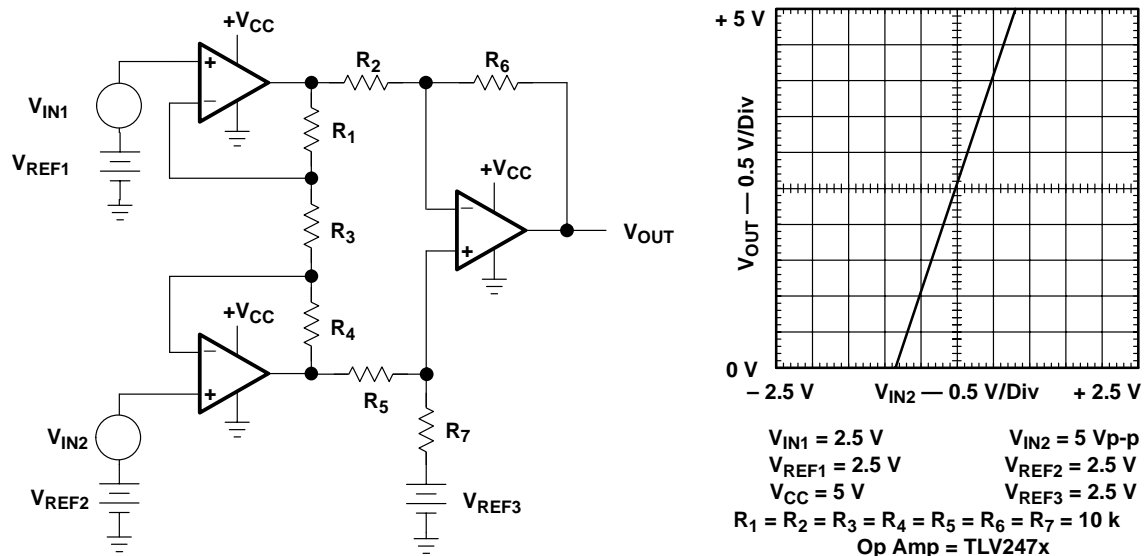 +VCC
+
−
VIN1
VREF1
R2
R6
R1
R3
+VCC
−
+
VOUT
+VCC
−
+
R4
R5
R7
VIN2
VREF2
VREF3
+ 5 V
VOUT — 0.5 V/Div
0 V
– 2.5 V
VIN2 — 0.5 V/Div
+ 2.5 V
VIN1 = 2.5 V VIN2 = 5 Vp-p
VREF1 = 2.5 V VREF2 = 2.5 V
VCC = 5 V VREF3 = 2.5 V
R1 = R2 = R3 = R4 = R5 = R6 = R7 = 10 k
Op Amp = TLV247x